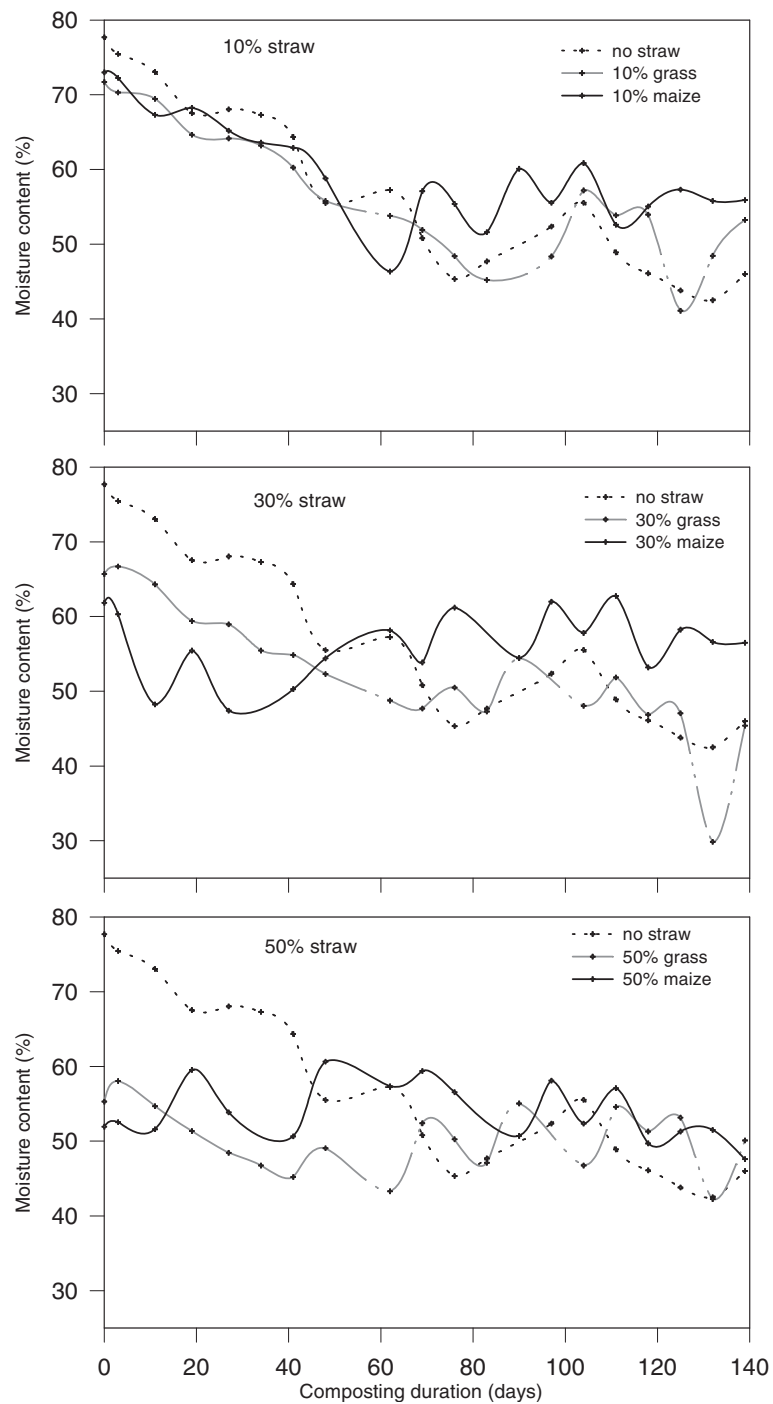 80
10% straw
no straw
10% grass
10% maize
70
60
50
40
30
Moisture content (%)
80
30% straw
no straw
30% grass
30% maize
70
60
50
40
30
Moisture content (%)
80
50% straw
no straw
50% grass
50% maize
70
60
50
40
30
Moisture content (%)
0 20 40 60 80 100 120 140
Composting duration (days)